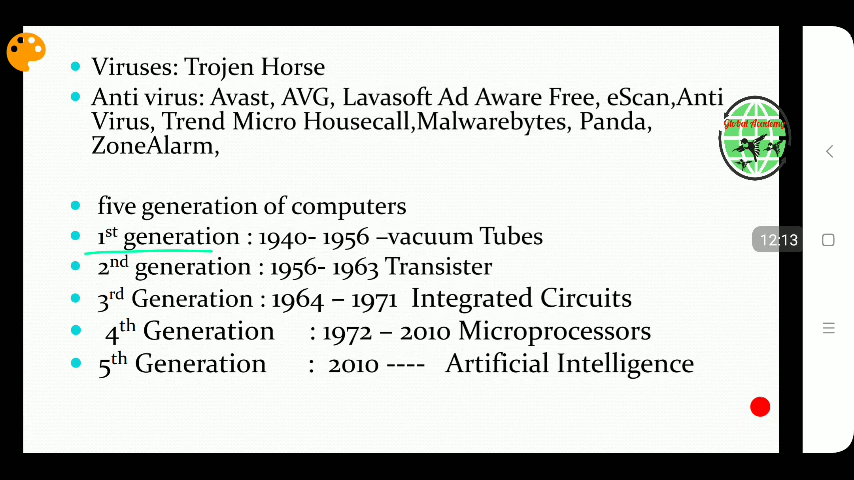 Viruses: Trojen Horse
Anti virus: Avast, AVG, Lavasoft Ad Aware Free, eScan,Anti
Virus, Trend Micro Housecall,Malwarebytes, Panda,
ZoneAlarm,
Global Academy
five generation of computers
1st generation : 1940- 1956 –vacuum Tubes
12:13
2nd generation : 1956- 1963 Transister
3rd Generation : 1964 – 1971 Integrated Circuits
4th Generation : 1972 – 2010 Microprocessors
5th Generation : 2010 ---- Artificial Intelligence